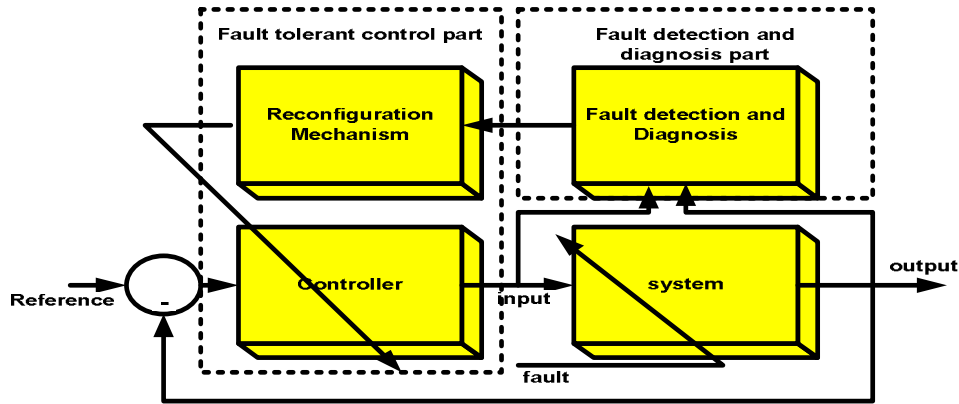 Fault tolerant control part
Fault detection and
diagnosis part
Reconfiguration
Mechanism
Fault detection and
Diagnosis
Controller
system
output
Reference
-
input
fault